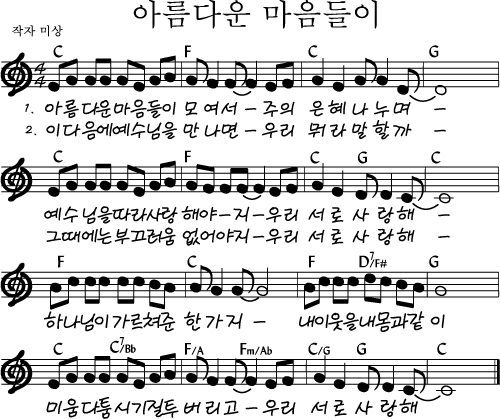 아름다운 마음들이
작자 미상
C F C G
1. 아름다운마음들이 모여서 - 주의 은혜나누며 -
2. 이다음에예수님을 만나면 - 우리 뭐라말할까 -
C F C G C
예수님을따라사랑 해야-지-우리 서로 사랑해 -
그때에는부끄러움 없어야지-우리 서로 사랑해 -
F C F D7/F# G
하나님이가르쳐준 한가지 - 내이웃을내몸과같이
C C7/Bb F/A Fm/Ab C/G G C
미움다툼시기질투 버리고-우리 서로 사랑해